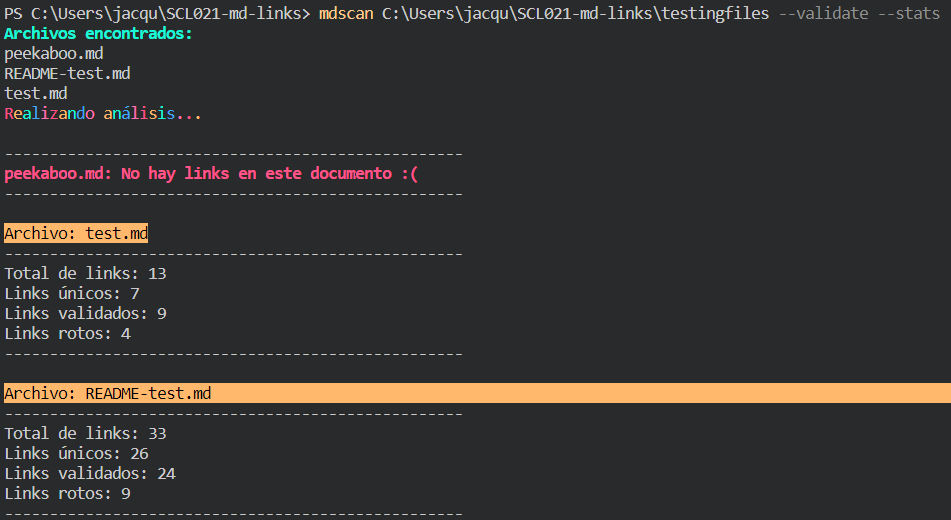 PS C:\Users\jacqu\SCL021-md-links> mdscan C:\Users\jacqu\SCL021-md-links\testingfiles --validate --stats
Archivos encontrados:
peekaboo.md
README-test.md
test.md
Realizando análisis...
---------------------------------------------------
peekaboo.md: No hay links en este documento :(
---------------------------------------------------
Archivo: test.md
---------------------------------------------------
Total de links: 13
Links únicos: 7
Links validados: 9
Links rotos: 4
---------------------------------------------------
Archivo: README-test.md
---------------------------------------------------
Total de links: 33
Links únicos: 26
Links validados: 24
Links rotos: 9
---------------------------------------------------